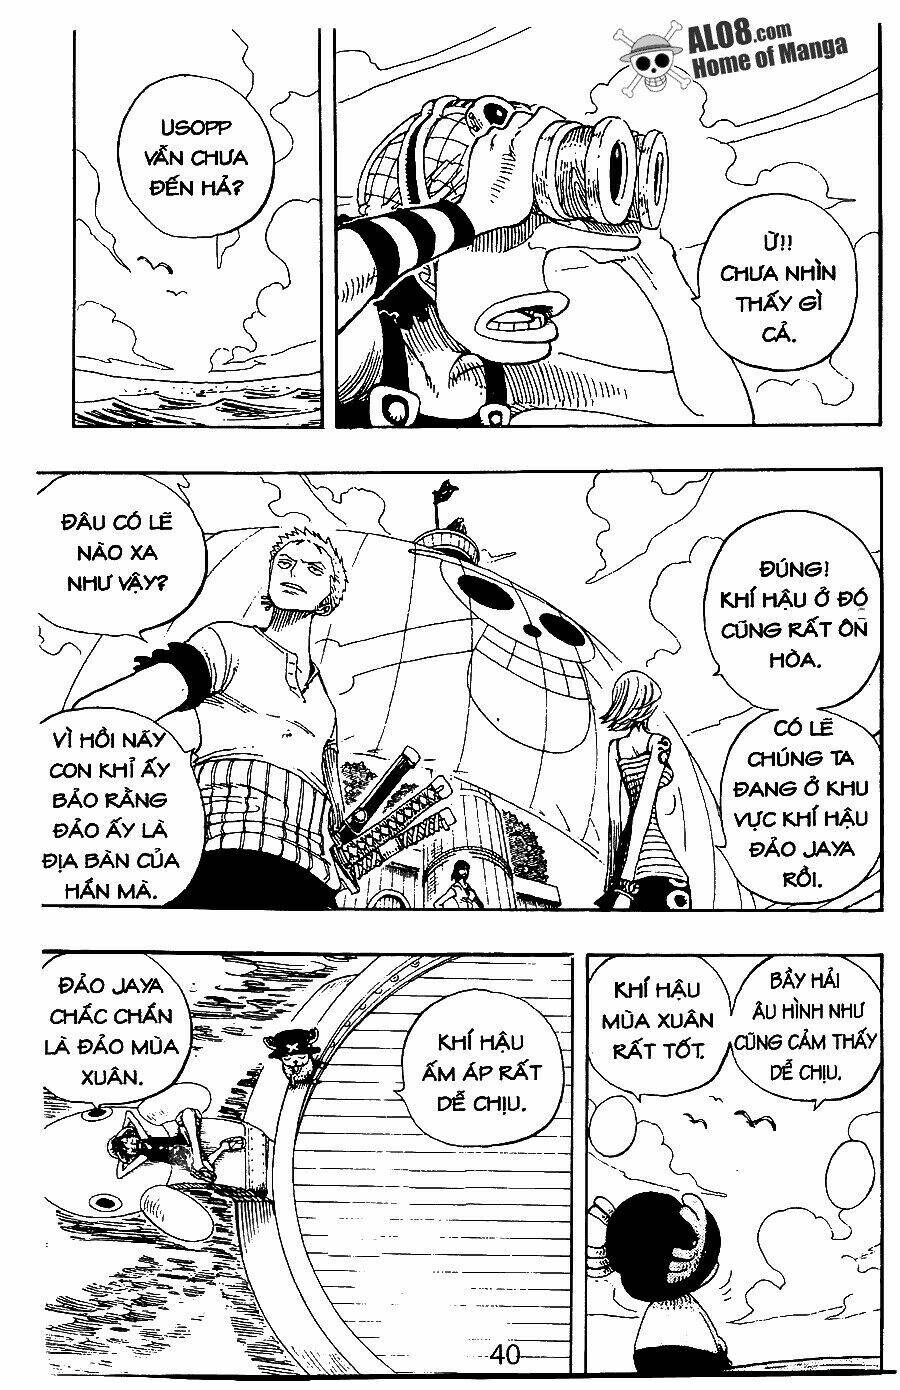 ALO8.com
Home of Manga
USOPP
VẪN CHƯA
ĐẾN HẢ?
Ừ!!
CHƯA NHÌN
THẤY GÌ
CẢ.
ĐÂU CÓ LẼ
NÀO XA
NHƯ VẬY?
VÌ HỒI NÃY
CON KHỈ ẤY
BẢO RẰNG
ĐẢO ẤY LÀ
ĐỊA BÀN CỦA
HẮN MÀ.
ĐÚNG!
KHÍ HẬU Ở ĐÓ
CŨNG RẤT ÔN
HÒA.
CÓ LẼ
CHÚNG TA
ĐANG Ở KHU
VỰC KHÍ HẬU
ĐẢO JAYA
RỒI.
ĐẢO JAYA
CHẮC CHẮN
LÀ ĐẢO MÙA
XUÂN.
KHÍ HẬU
ẤM ÁP RẤT
DỄ CHỊU.
KHÍ HẬU
MÙA XUÂN
RẤT TỐT.
BẦY HẢI
ÂU HÌNH NHƯ
CŨNG CẢM THẤY
DỄ CHỊU.
40